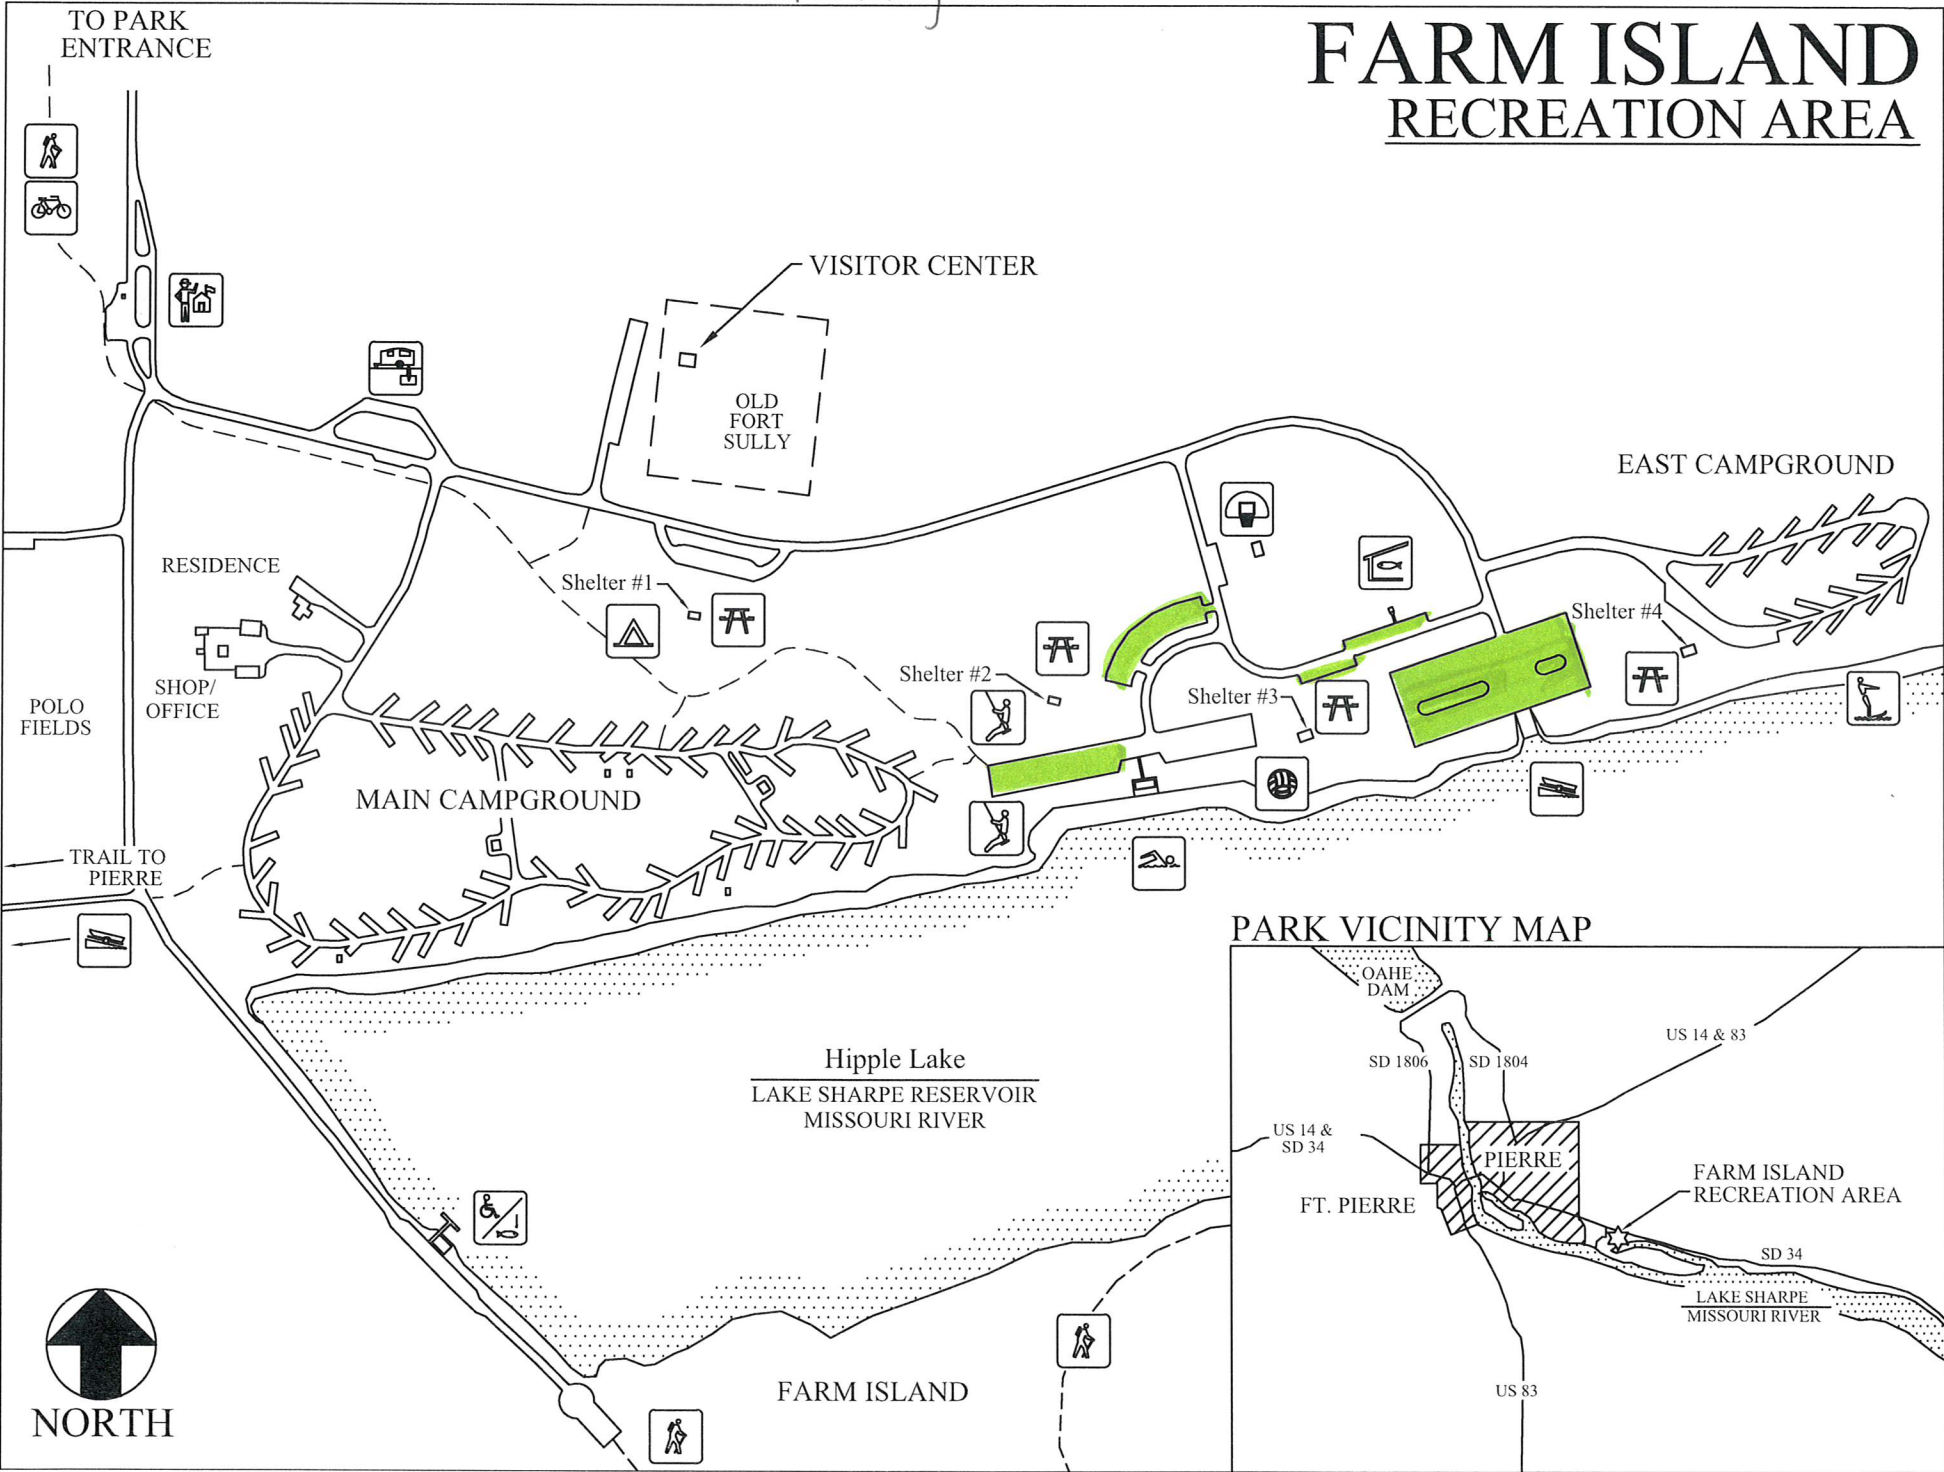 TO PARK
ENTRANCE
FARM ISLAND
RECREATION AREA
VISITOR CENTER
OLD
FORT
SULLY
EAST CAMPGROUND
RESIDENCE
Shelter #1
Shelter #4
Shelter #2
Shelter #3
SHOP/
OFFICE
POLO
FIELDS
MAIN CAMPGROUND
TRAIL TO
PIERRE
PARK VICINITY MAP
OAHE
DAM
US 14 & 83
SD 1806
SD 1804
US 14 &
SD 34
PIERRE
FT. PIERRE
FARM ISLAND
RECREATION AREA
SD 34
LAKE SHARPE
MISSOURI RIVER
US 83
Hipple Lake
LAKE SHARPE RESERVOIR
MISSOURI RIVER
FARM ISLAND
NORTH